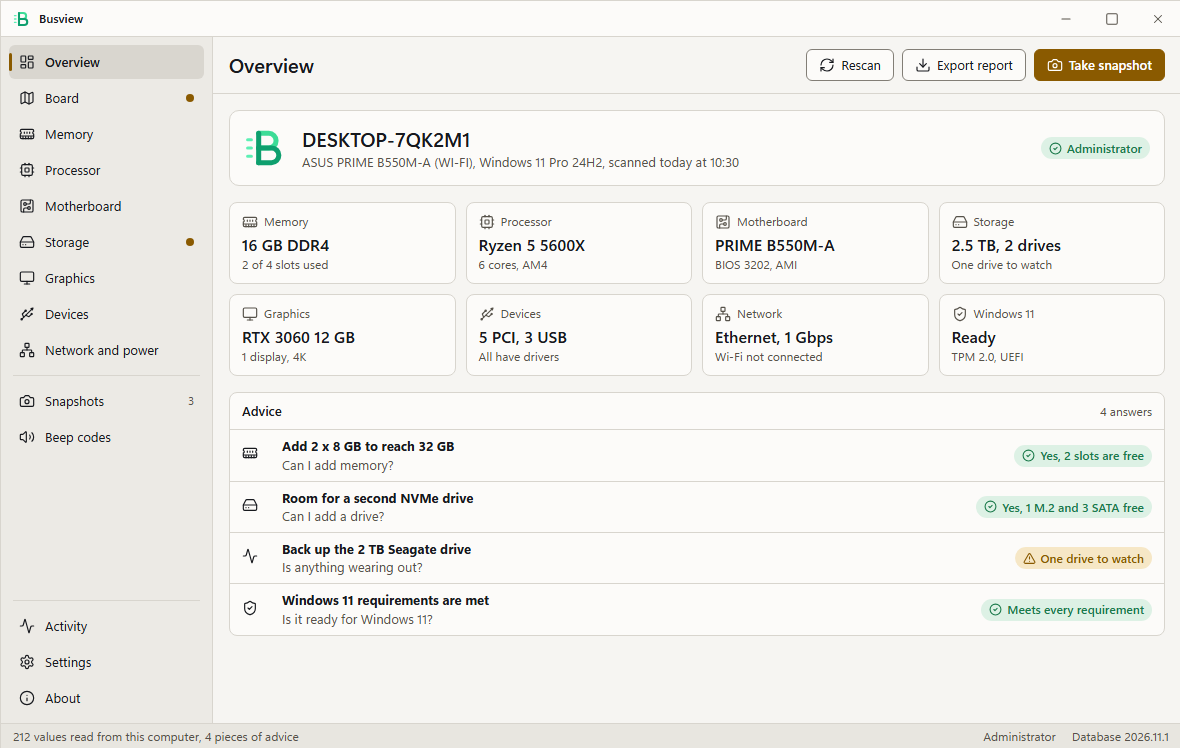 Busview
Overview
Board
Memory
Processor
Motherboard
Storage
Graphics
Devices
Network and power
Snapshots 3
Beep codes
Activity
Settings
About
Overview
Rescan
Export report
Take snapshot
DESKTOP-7QK2M1
ASUS PRIME B550M-A (WI-FI), Windows 11 Pro 24H2, scanned today at 10:30
Administrator
Memory
16 GB DDR4
2 of 4 slots used
Processor
Ryzen 5 5600X
6 cores, AM4
Motherboard
PRIME B550M-A
BIOS 3202, AMI
Storage
2.5 TB, 2 drives
One drive to watch
Graphics
RTX 3060 12 GB
1 display, 4K
Devices
5 PCI, 3 USB
All have drivers
Network
Ethernet, 1 Gbps
Wi-Fi not connected
Windows 11
Ready
TPM 2.0, UEFI
Advice
4 answers
Add 2 x 8 GB to reach 32 GB
Can I add memory?
Yes, 2 slots are free
Room for a second NVMe drive
Can I add a drive?
Yes, 1 M.2 and 3 SATA free
Back up the 2 TB Seagate drive
Is anything wearing out?
One drive to watch
Windows 11 requirements are met
Is it ready for Windows 11?
Meets every requirement
212 values read from this computer, 4 pieces of advice
Administrator
Database 2026.11.1